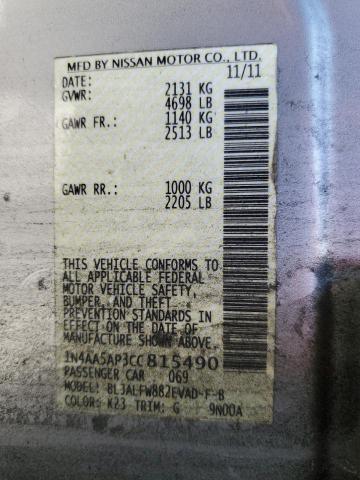 MFD BY NISSAN MOTOR CO., LTD.
DATE: 11/11
GVWR: 2131 KG
4698 LB
GAWR FR: 1140 KG
2513 LB
GAWR RR: 1000 KG
2205 LB
THIS VEHICLE CONFORMS TO
ALL APPLICABLE FEDERAL
MOTOR VEHICLE SAFETY,
BUMPER, AND THEFT
PREVENTION STANDARDS IN
EFFECT ON THE DATE OF
MANUFACTURE SHOWN ABOVE.
1N4AA5AP3CC815490
PASSENGER CAR 069
MODEL: BL3ALFW882EVAD-F-B
COLOR: K23 TRIM: G 9N00A